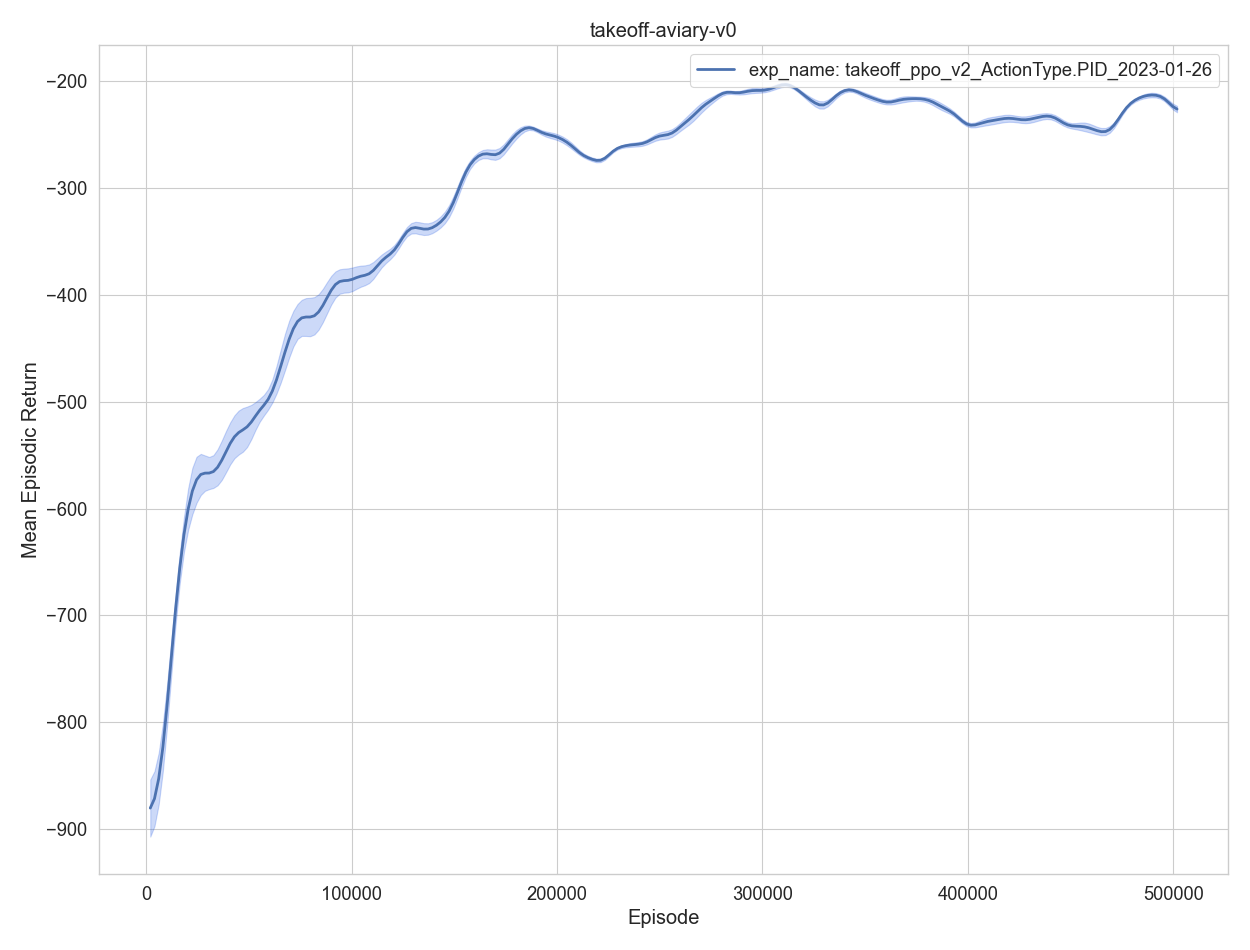 takeoff-aviary-v0
exp_name: takeoff_ppo_v2_ActionType.PID_2023-01-26
Mean Episodic Return
−200
−300
−400
−500
−600
−700
−800
−900
0 100000 200000 300000 400000 500000
Episode